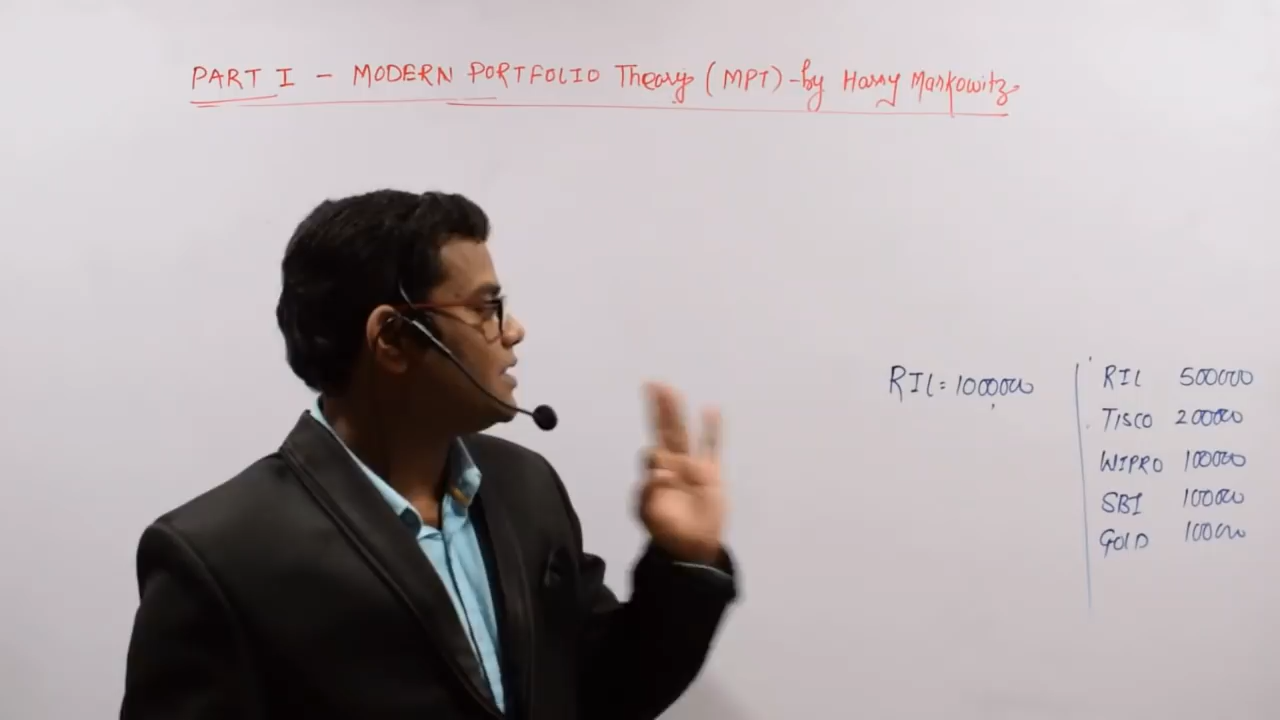 PART I - MODERN PORTFOLIO Theory (MPT) - by Harry Markowitz
RIL = 1000000
RIL 500000
TISCO 200000
WIPRO 100000
SBI 100000
GOLD 100000